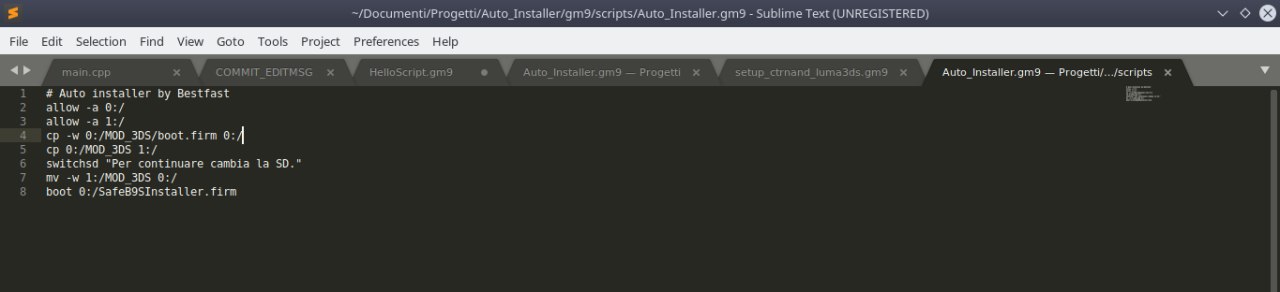 ~/Documenti/Progetti/Auto_Installer/gm9/scripts/Auto_Installer.gm9 - Sublime Text (UNREGISTERED)
File Edit Selection Find View Goto Tools Project Preferences Help
main.cpp COMMIT_EDITMSG HelloScript.gm9 Auto_Installer.gm9 — Progetti setup_ctrnand_luma3ds.gm9 Auto_Installer.gm9 — Progetti/.../scripts
1 # Auto installer by Bestfast
2 allow -a 0:/
3 allow -a 1:/
4 cp -w 0:/MOD_3DS/boot.firm 0:/
5 cp 0:/MOD_3DS 1:/
6 switchsd "Per continuare cambia la SD."
7 mv -w 1:/MOD_3DS 0:/
8 boot 0:/SafeB9SInstaller.firm